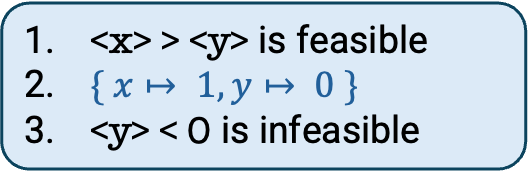 1. <x> > <y> is feasible
2. { x ↦ 1, y ↦ 0 }
3. <y> < 0 is infeasible